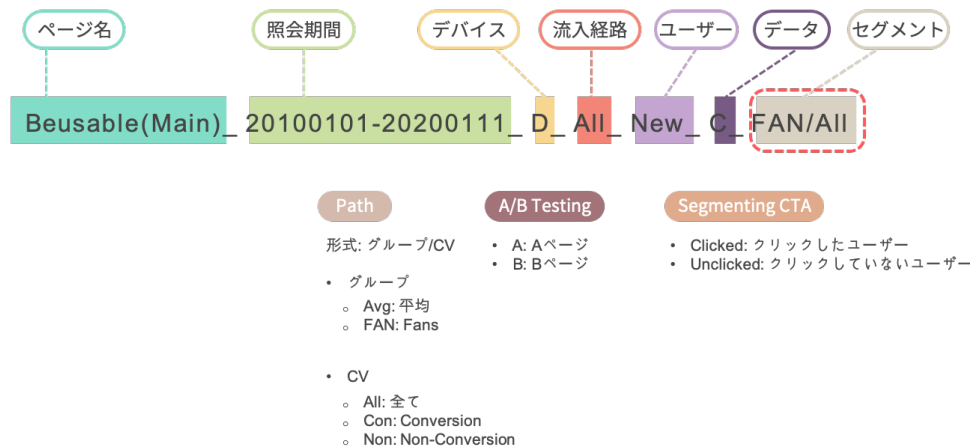 ページ名 照会期間 デバイス 流入経路 ユーザー データ セグメント
Beusable(Main)_ 20100101-20200111_ D_ All_ New_ C_ FAN/All
Path
形式: グループ/CV
• グループ
○ Avg: 平均
○ FAN: Fans
• CV
○ All: 全て
○ Con: Conversion
○ Non: Non-Conversion
A/B Testing
• A: Aページ
• B: Bページ
Segmenting CTA
• Clicked: クリックしたユーザー
• Unclicked: クリックしていないユーザー